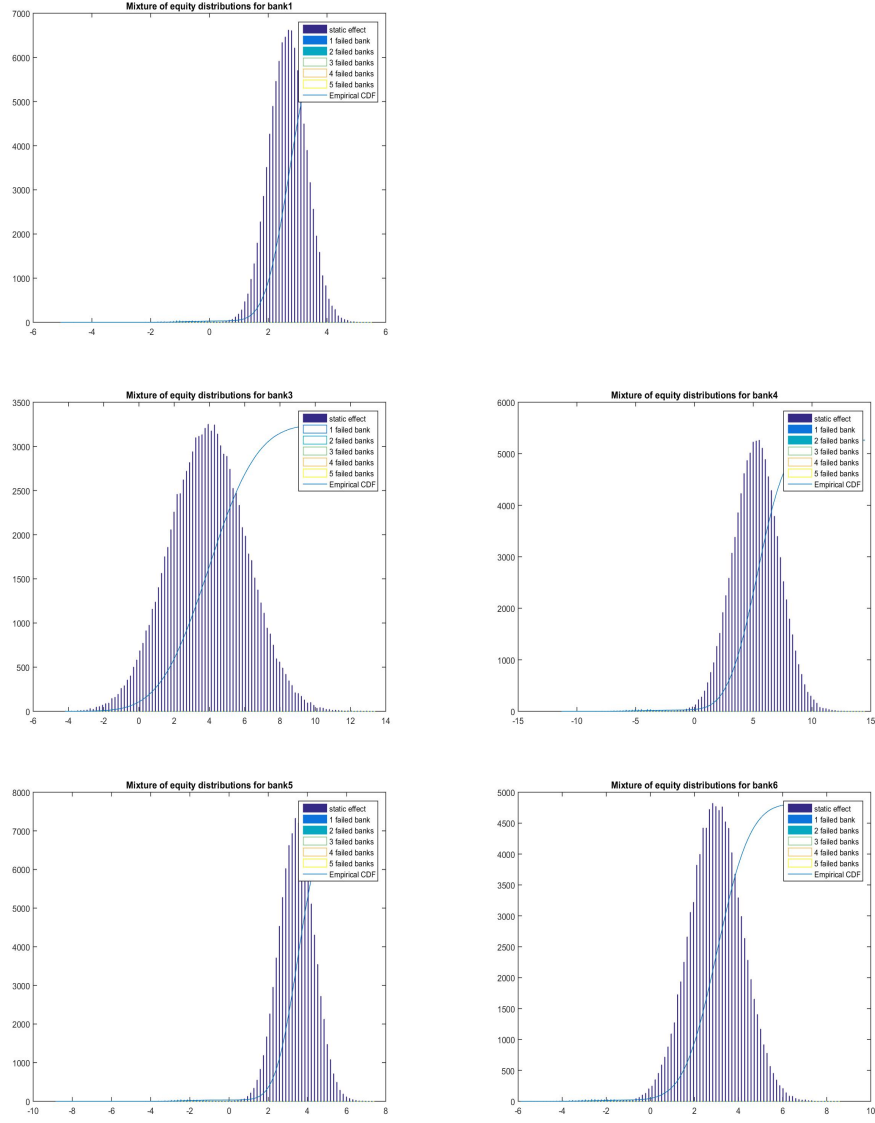 Mixture of equity distributions for bank1
7000
6000
5000
4000
3000
2000
1000
0
-6 -4 -2 0 2 4 6
static effect
1 failed bank
2 failed banks
3 failed banks
4 failed banks
5 failed banks
Empirical CDF
Mixture of equity distributions for bank3
3500
3000
2500
2000
1500
1000
500
0
-6 -4 -2 0 2 4 6 8 10 12 14
static effect
1 failed bank
2 failed banks
3 failed banks
4 failed banks
5 failed banks
Empirical CDF
Mixture of equity distributions for bank4
6000
5000
4000
3000
2000
1000
0
-15 -10 -5 0 5 10 15
static effect
1 failed bank
2 failed banks
3 failed banks
4 failed banks
5 failed banks
Empirical CDF
Mixture of equity distributions for bank5
8000
7000
6000
5000
4000
3000
2000
1000
0
-10 -8 -6 -4 -2 0 2 4 6 8
static effect
1 failed bank
2 failed banks
3 failed banks
4 failed banks
5 failed banks
Empirical CDF
Mixture of equity distributions for bank6
5000
4500
4000
3500
3000
2500
2000
1500
1000
500
0
-6 -4 -2 0 2 4 6 8 10
static effect
1 failed bank
2 failed banks
3 failed banks
4 failed banks
5 failed banks
Empirical CDF